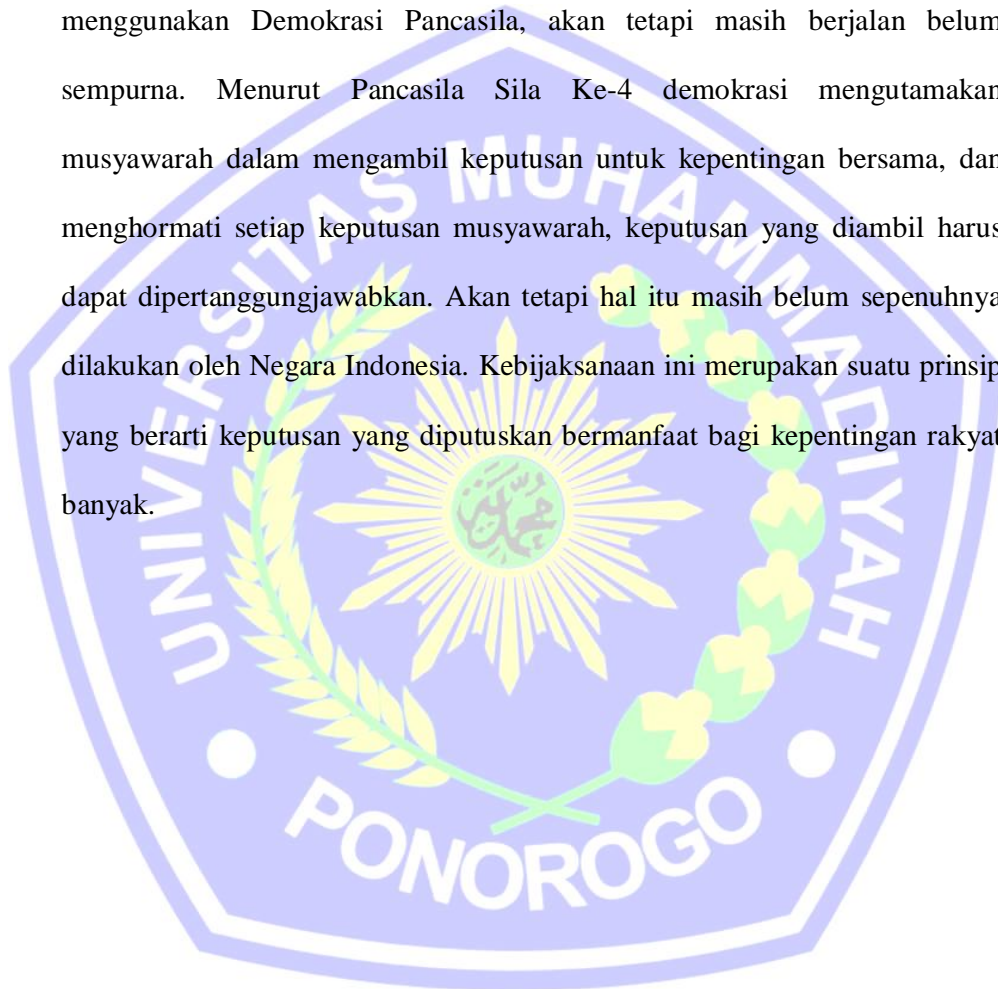 menggunakan Demokrasi Pancasila, akan tetapi masih berjalan belum
sempurna. Menurut Pancasila Sila Ke-4 demokrasi mengutamakan
musyawarah dalam mengambil keputusan untuk kepentingan bersama, dan
menghormati setiap keputusan musyawarah, keputusan yang diambil harus
dapat dipertanggungjawabkan. Akan tetapi hal itu masih belum sepenuhnya
dilakukan oleh Negara Indonesia. Kebijaksanaan ini merupakan suatu prinsip
yang berarti keputusan yang diputuskan bermanfaat bagi kepentingan rakyat
banyak.
UNIVERSITAS MUHAMMADIYAH
PONOROGO